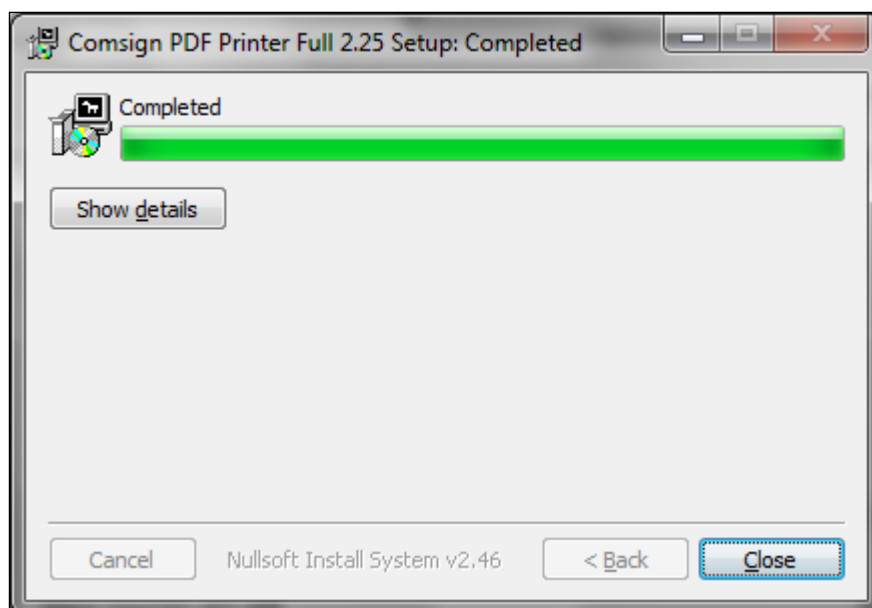 Comsign PDF Printer Full 2.25 Setup: Completed
Completed
Show details
Cancel
Nullsoft Install System v2.46
< Back
Close